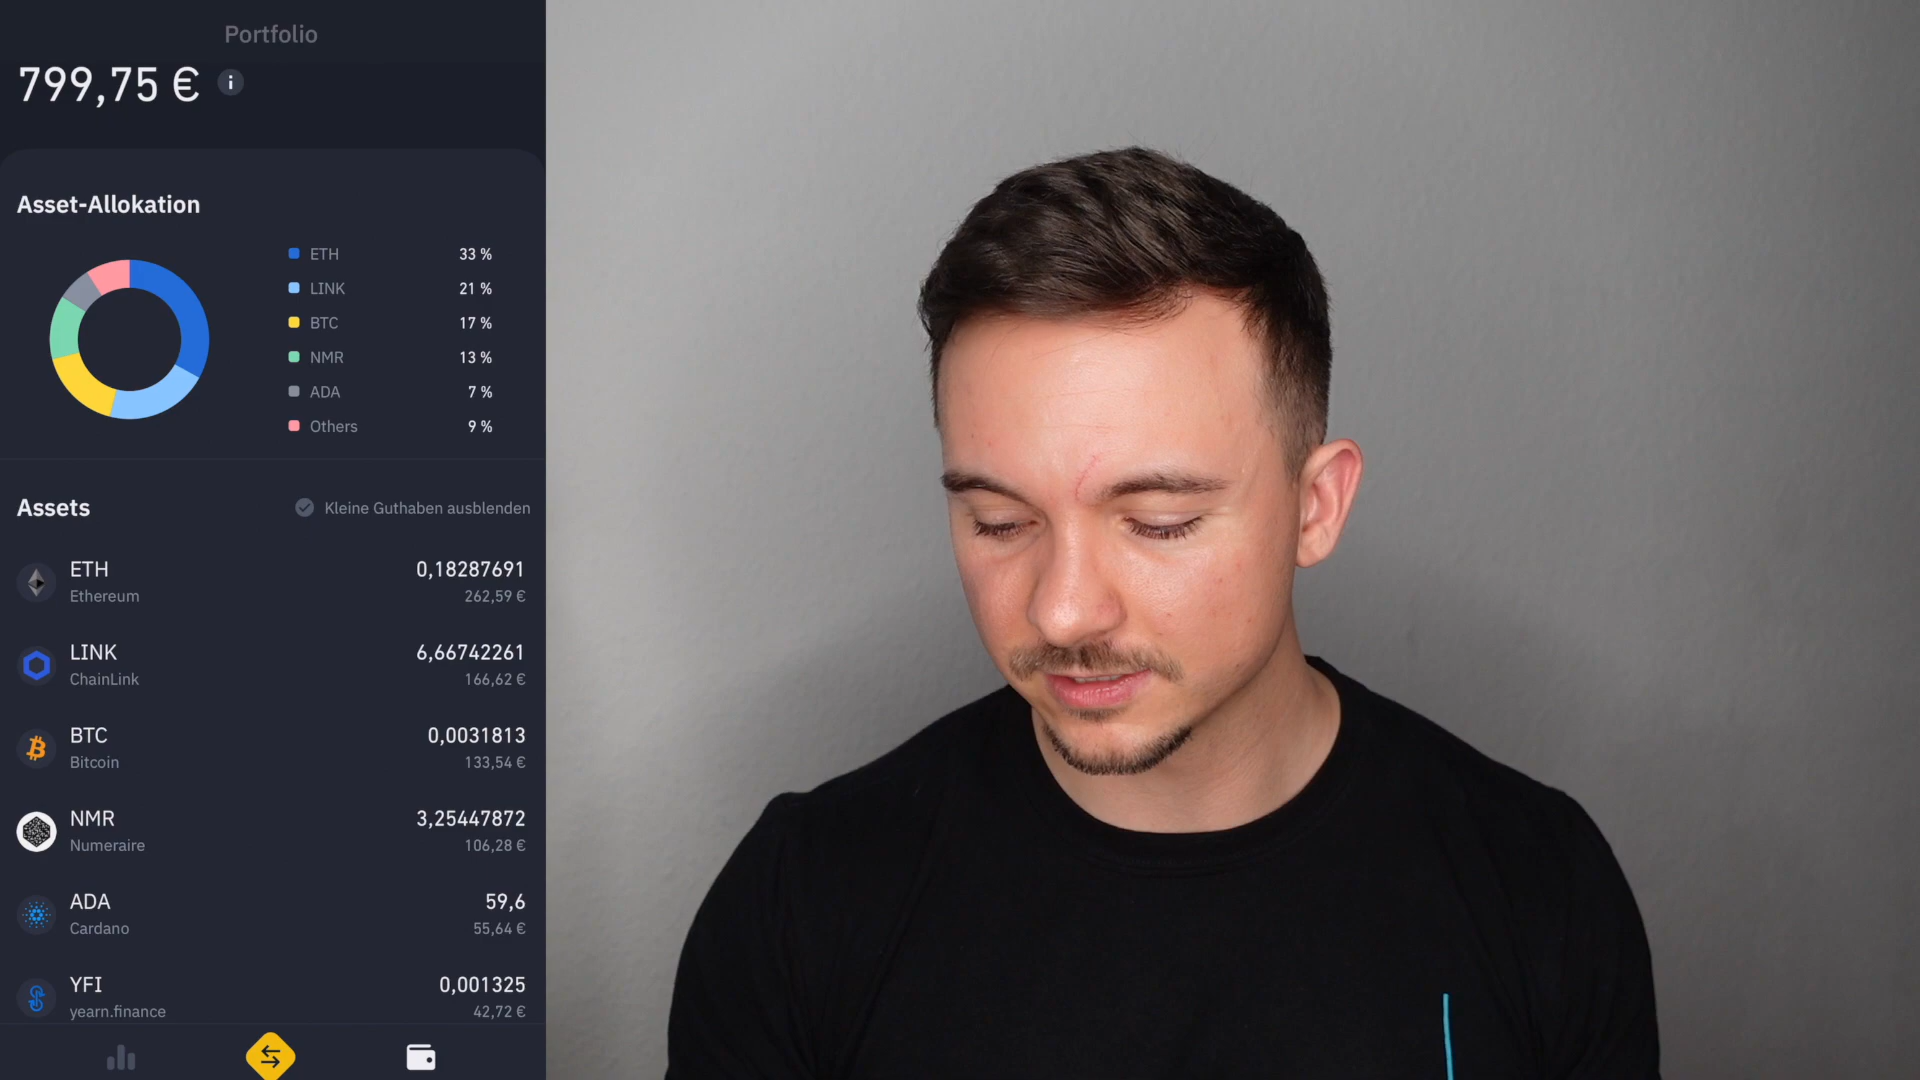 Portfolio
799,75 €
Asset-Allokation
ETH 33 %
LINK 21 %
BTC 17 %
NMR 13 %
ADA 7 %
Others 9 %
Assets Kleine Guthaben ausblenden
ETH 0,18287691
Ethereum 262,59 €
LINK 6,66742261
ChainLink 166,62 €
BTC 0,0031813
Bitcoin 133,54 €
NMR 3,25447872
Numeraire 106,28 €
ADA 59,6
Cardano 55,64 €
YFI 0,001325
yearn.finance 42,72 €